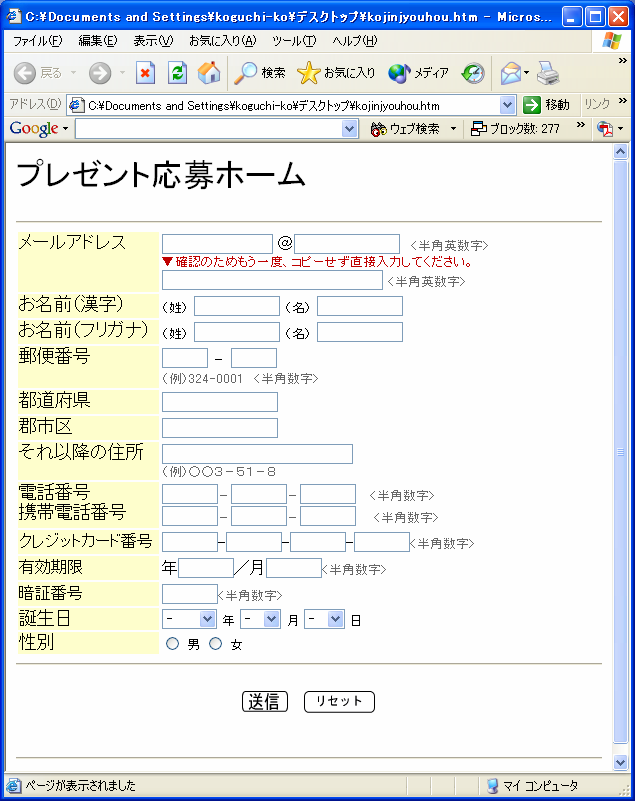 C:¥Documents and Settings¥koguchi-ko¥デスクトップ¥kojinjyouhou.htm - Micros...
ファイル(F) 編集(E) 表示(V) お気に入り(A) ツール(T) ヘルプ(H)
戻る 検索 お気に入り メディア
アドレス(D) C:¥Documents and Settings¥koguchi-ko¥デスクトップ¥kojinjyouhou.htm 移動 リンク
Google ウェブ検索 ブロック数: 277
プレゼント応募ホーム
メールアドレス @ <半角英数字>
▼確認のためもう一度、コピーせず直接入力してください。
<半角英数字>
お名前(漢字) (姓) (名)
お名前(フリガナ) (姓) (名)
郵便番号 -
(例)324-0001 <半角数字>
都道府県
郡市区
それ以降の住所
(例)〇〇3-51-8
電話番号 - - <半角数字>
携帯電話番号 - - <半角数字>
クレジットカード番号 - - - <半角数字>
有効期限 年 /月 <半角数字>
暗証番号 <半角数字>
誕生日 - 年 - 月 - 日
性別 男 女
送信 リセット
ページが表示されました マイ コンピュータ